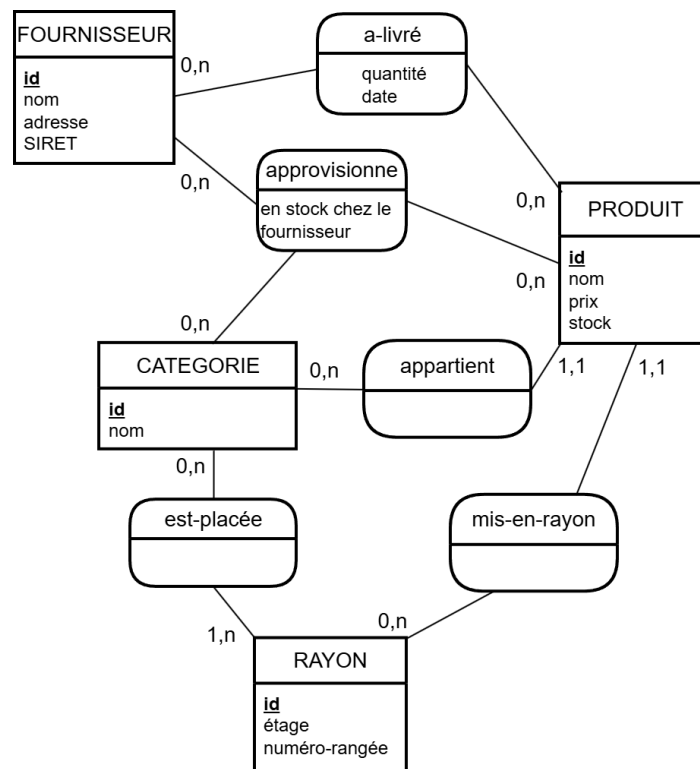 FOURNISSEUR
id
nom
adresse
SIRET
0,n
0,n
a-livré
quantité
date
approvisionne
en stock chez le
fournisseur
0,n
0,n
PRODUIT
id
nom
prix
stock
0,n
CATEGORIE
id
nom
0,n
appartient
1,1
1,1
0,n
est-placée
mis-en-rayon
1,n
0,n
RAYON
id
étage
numéro-rangée